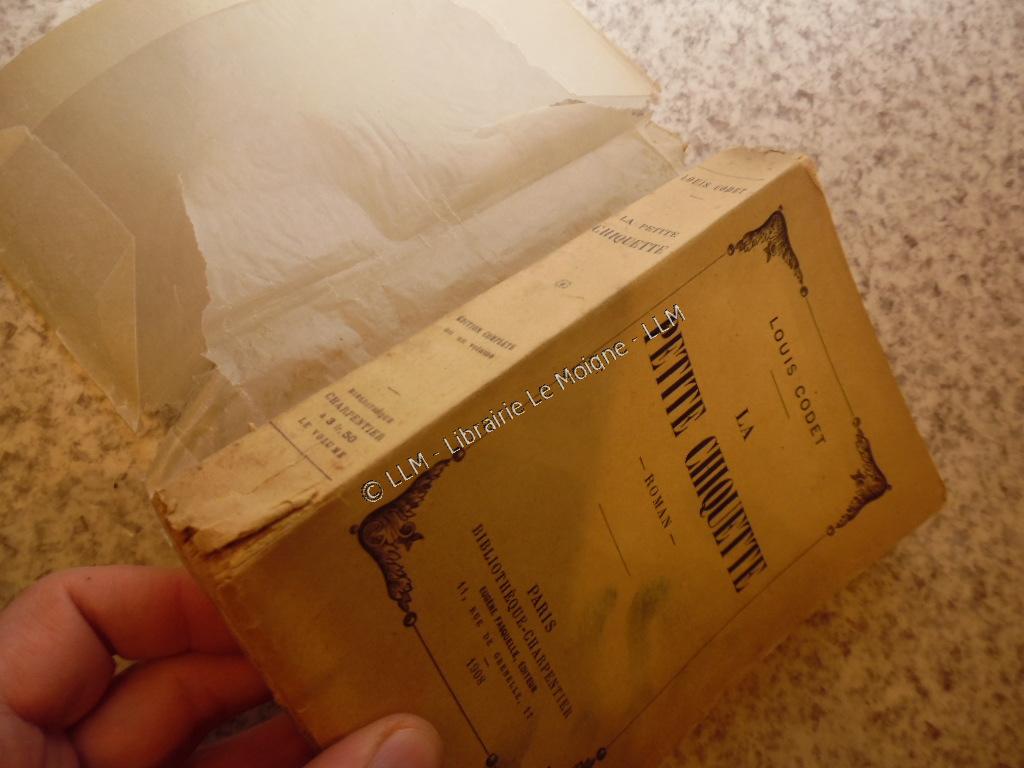 LOUIS CODET
LA PETITE
CHIQUETTE
ÉDITION COMPLÈTE
EN UN VOLUME
BIBLIOTHÈQUE
CHARPENTIER
A 3 fr. 50
LE VOLUME
LOUIS CODET
LA
PETITE CHIQUETTE
— ROMAN —
PARIS
BIBLIOTHÈQUE-CHARPENTIER
EUGÈNE FASQUELLE, ÉDITEUR
11, RUE DE GRENELLE, 11
1908
© LLM - Librairie Le Moigne - LLM